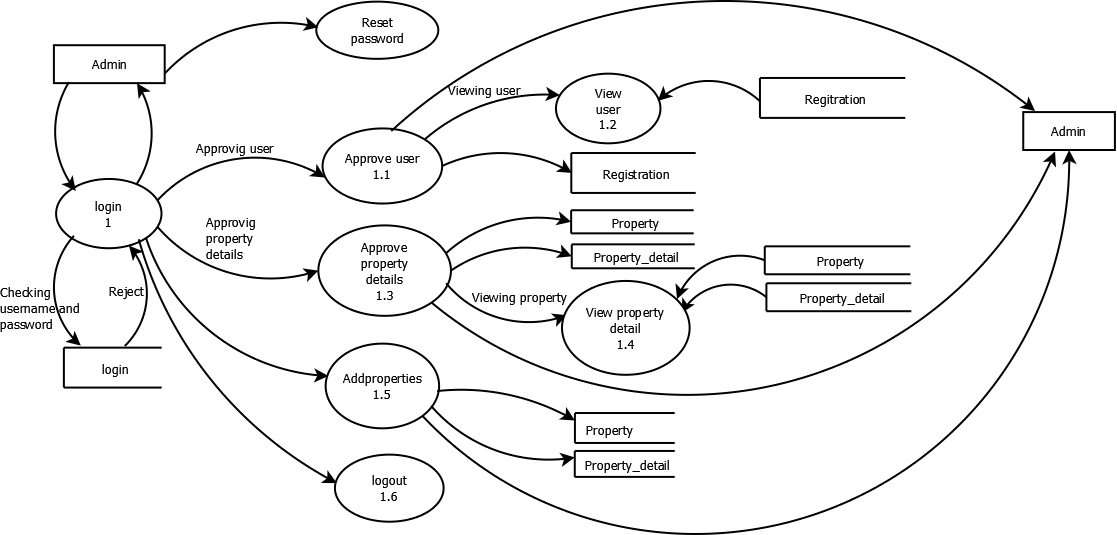 Reset
password
Admin
Viewing user
View
user
1.2
Regitration
Admin
Approvig user
Approve user
1.1
Registration
login
1
Approvig
property
details
Property
Approve
property
details
1.3
Property_detail
Property
Checking
username and
password
Reject
Viewing property
Property_detail
View property
detail
1.4
login
Addproperties
1.5
Property
Property_detail
logout
1.6